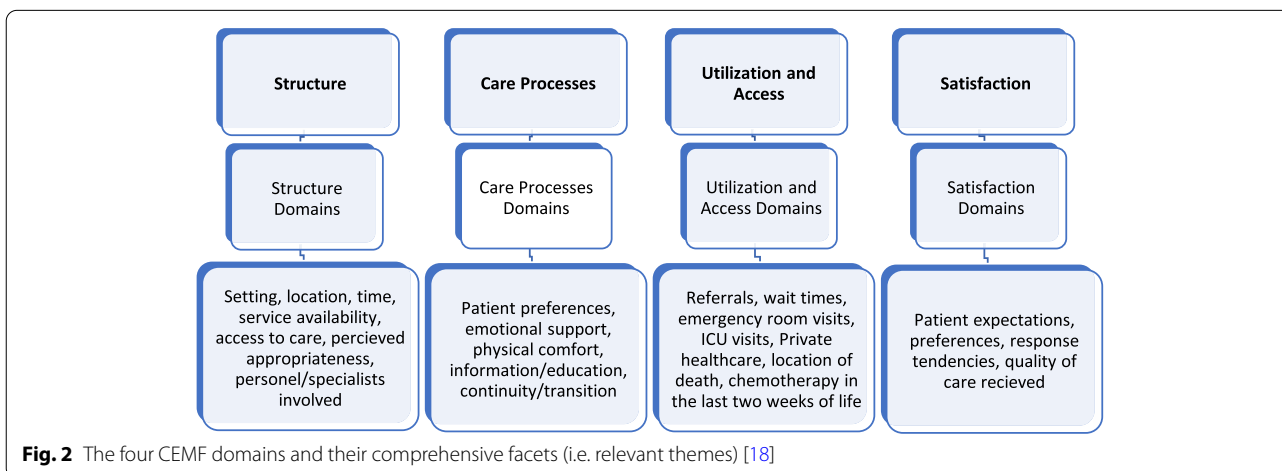 Structure
Care Processes
Utilization and
Access
Satisfaction
Structure
Domains
Care Processes
Domains
Utilization and
Access Domains
Satisfaction
Domains
Setting, location, time,
service availability,
access to care, percieved
appropriateness,
personel/specialists
involved
Patient preferences,
emotional support,
physical comfort,
information/education,
continuity/transition
Referrals, wait times,
emergency room visits,
ICU visits, Private
healthcare, location of
death, chemotherapy in
the last two weeks of life
Patient expectations,
preferences, response
tendencies, quality of
care recieved
Fig. 2 The four CEMF domains and their comprehensive facets (i.e. relevant themes) [18]